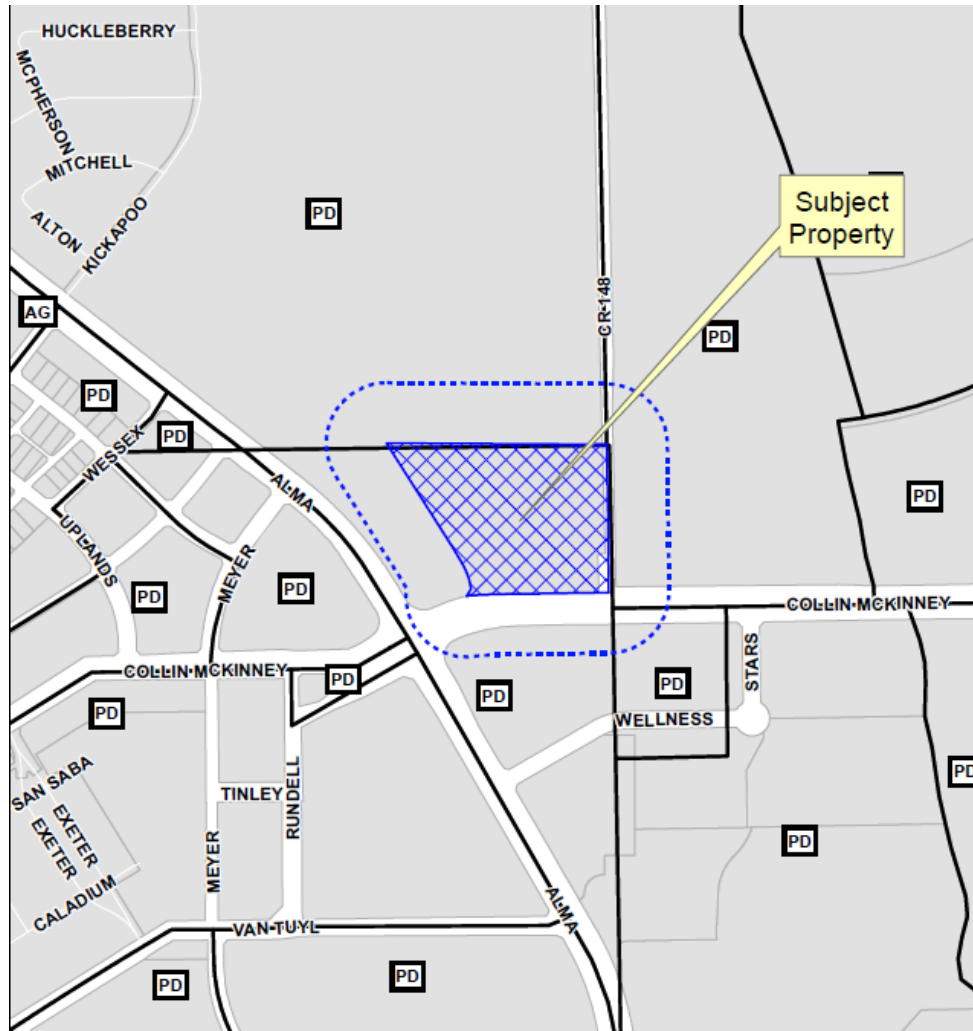 HUCKLEBERRY
MCPHERSON
MITCHELL
ALTON
KICKAPOO
PD
Subject
Property
AG
CR-148
PD
PD
PD
WESSEX
ALMA
PD
UPLANDS
MEYER
PD
PD
COLLIN MCKINNEY
COLLIN MCKINNEY
PD
PD
PD
STARS
PD
WELLNESS
SAN SABA
TINLEY
RUNDELL
PD
EXETER
EXETER
MEYER
PD
CALADIUM
ALMA
VAN TUYL
PD
PD